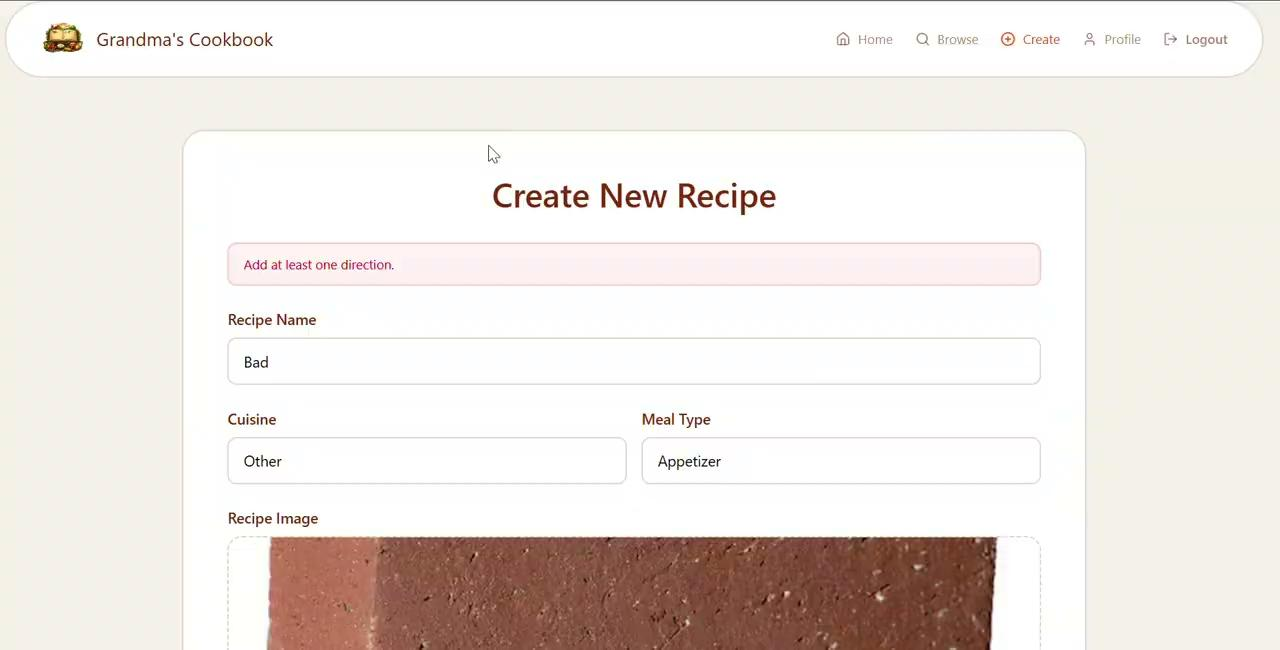 Grandma's Cookbook
Home Browse Create Profile Logout
Create New Recipe
Add at least one direction.
Recipe Name
Bad
Cuisine Meal Type
Other Appetizer
Recipe Image